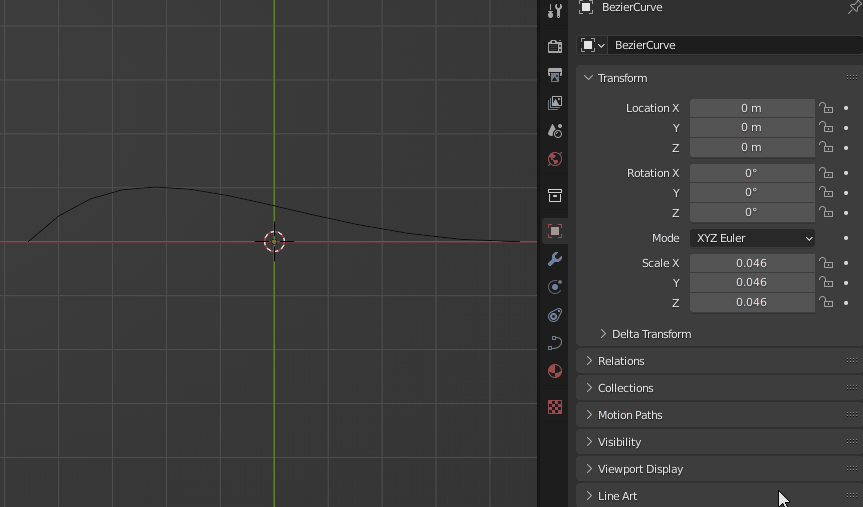 BezierCurve
BezierCurve
Transform
Location X 0 m
Y 0 m
Z 0 m
Rotation X 0°
Y 0°
Z 0°
Mode XYZ Euler
Scale X 0.046
Y 0.046
Z 0.046
Delta Transform
Relations
Collections
Motion Paths
Visibility
Viewport Display
Line Art